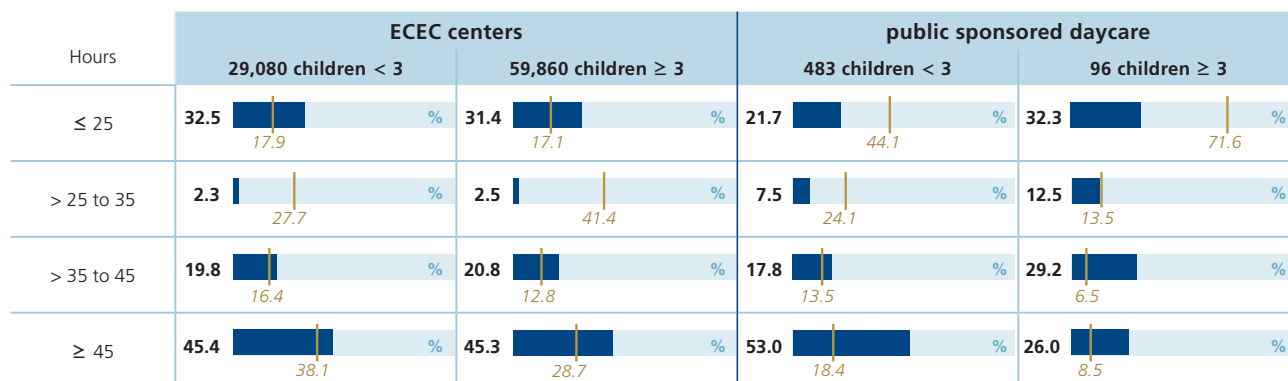 ECEC centers public sponsored daycare
Hours
29,080 children < 3 59,860 children ≥ 3 483 children < 3 96 children ≥ 3
≤ 25 32.5 % 31.4 % 21.7 % 32.3 %
17.9 17.1 44.1 71.6
> 25 to 35 2.3 % 2.5 % 7.5 % 12.5 %
27.7 41.4 24.1 13.5
> 35 to 45 19.8 % 20.8 % 17.8 % 29.2 %
16.4 12.8 13.5 6.5
≥ 45 45.4 % 45.3 % 53.0 % 26.0 %
38.1 28.7 18.4 8.5